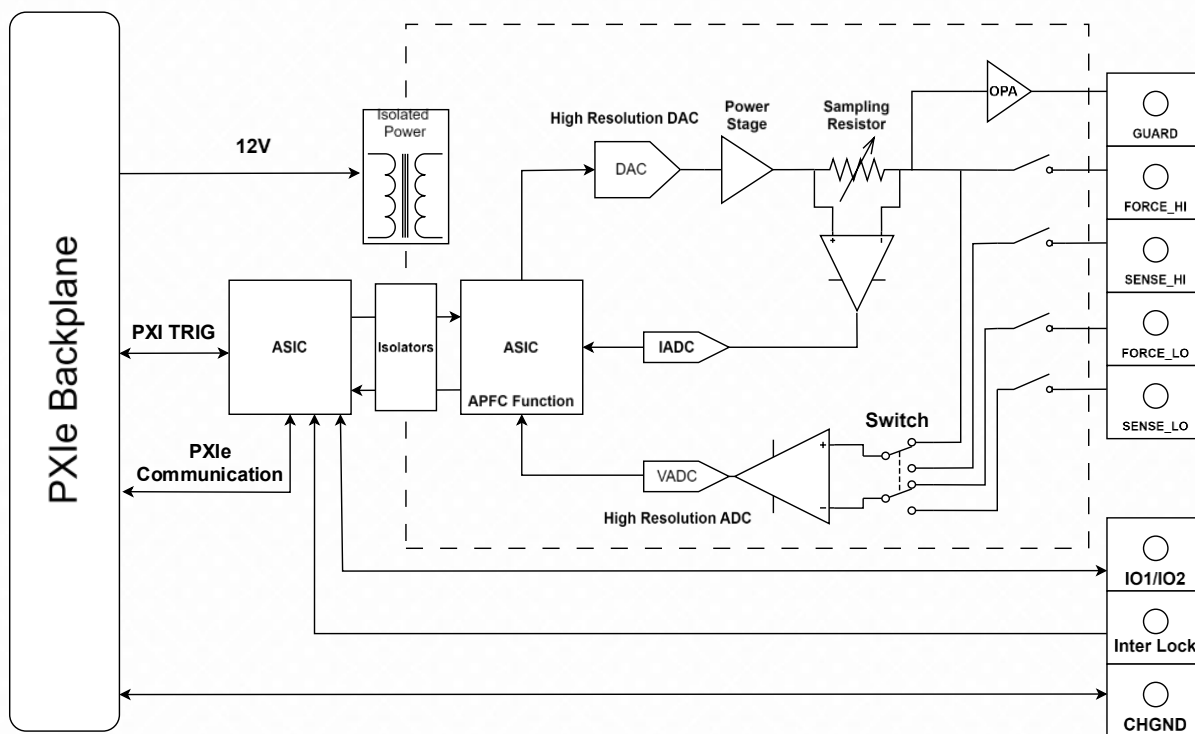 PXIe Backplane
12V
Isolated
Power
High Resolution DAC
DAC
Power
Stage
Sampling
Resistor
OPA
GUARD
FORCE_HI
SENSE_HI
FORCE_LO
SENSE_LO
PXI TRIG
ASIC
Isolators
ASIC
APFC Function
IADC
+
-
PXIe
Communication
VADC
High Resolution ADC
+
-
Switch
IO1/IO2
Inter Lock
CHGND